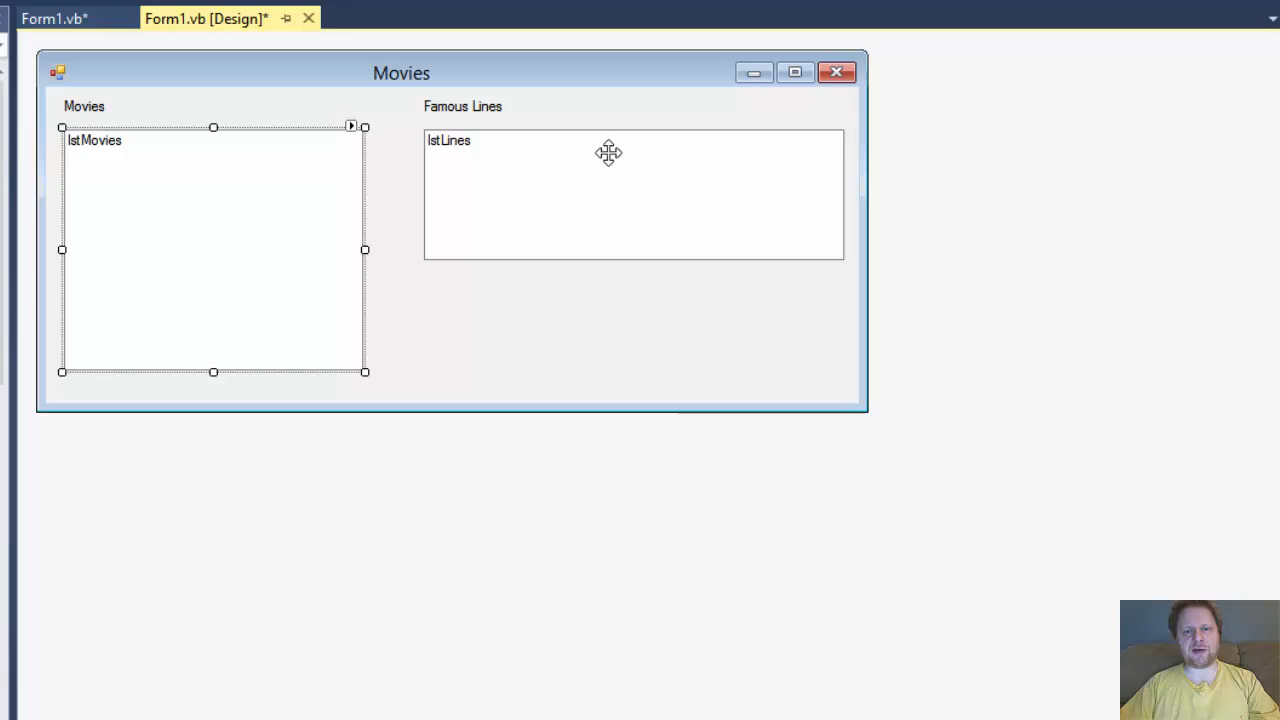 Form1.vb*
Form1.vb [Design]*
Movies
Movies
Famous Lines
lstMovies
lstLines